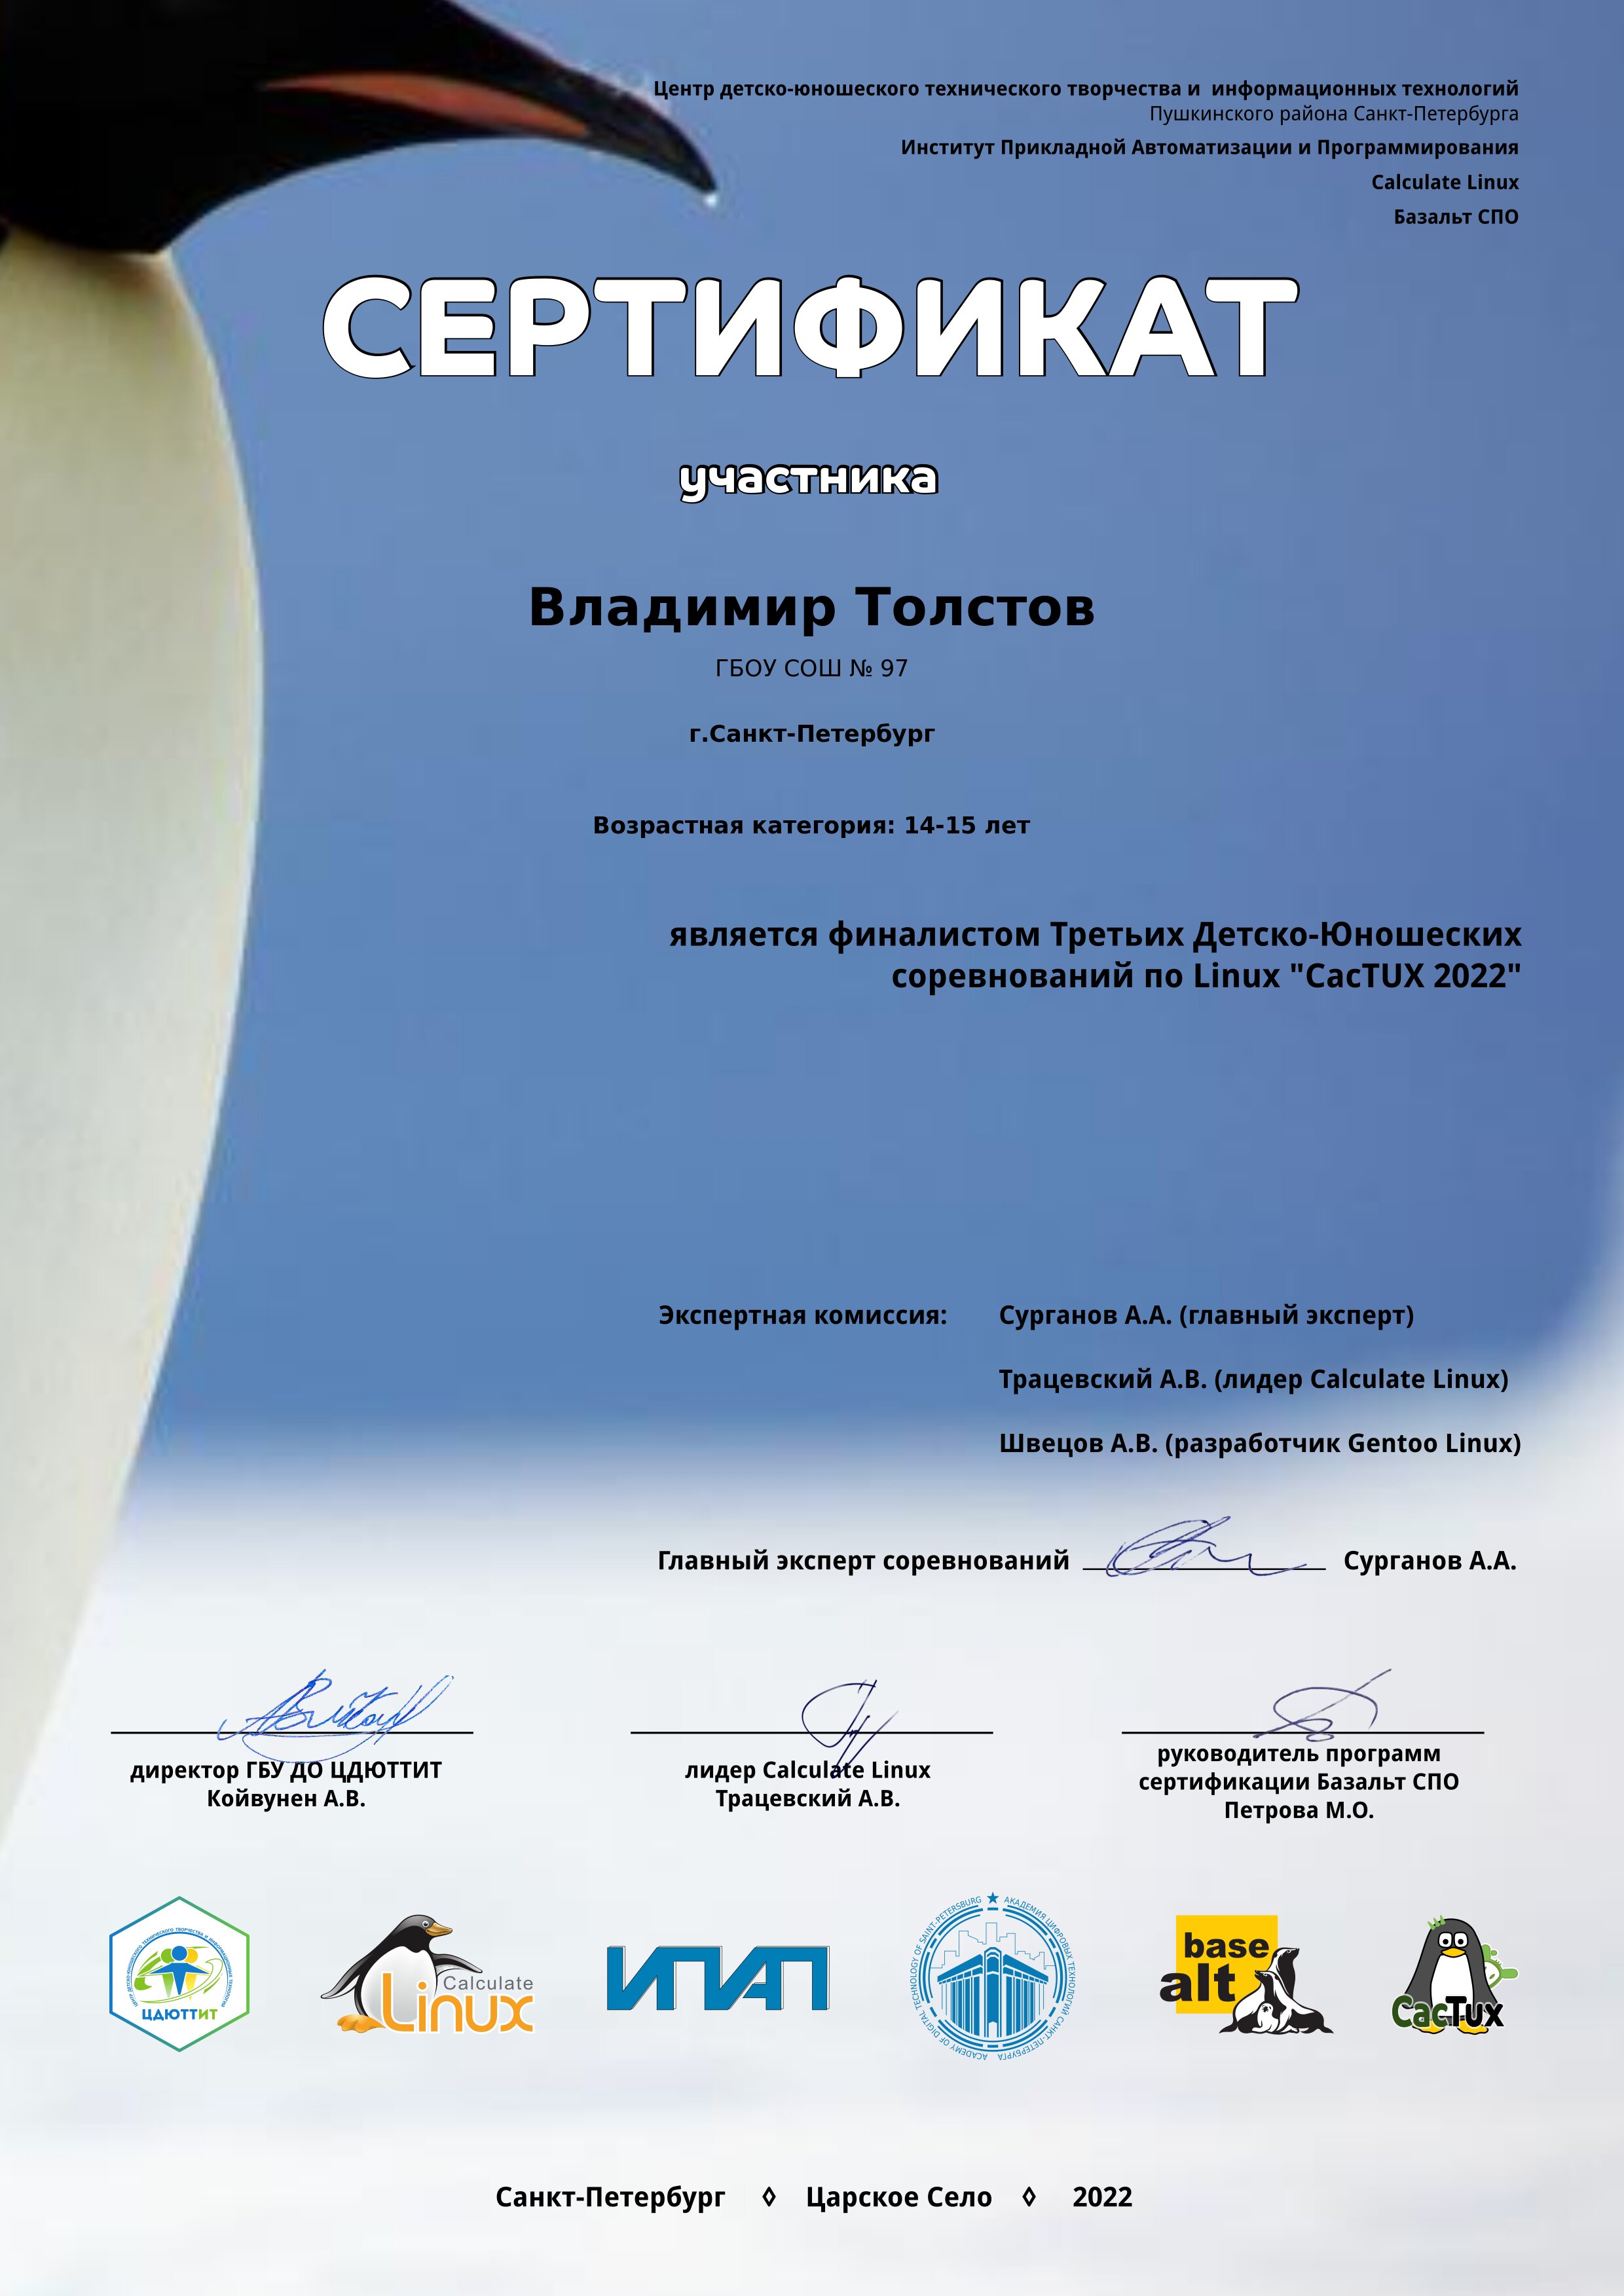 Центр детско-юношеского технического творчества и информационных технологий
Пушкинского района Санкт-Петербурга
Институт Прикладной Автоматизации и Программирования
Calculate Linux
Базальт СПО
СЕРТИФИКАТ
участника
Владимир Толстов
ГБОУ СОШ № 97
г.Санкт-Петербург
Возрастная категория: 14-15 лет
является финалистом Третьих Детско-Юношеских
соревнований по Linux "CacTUX 2022"
Экспертная комиссия: Сурганов А.А. (главный эксперт)
Трацевский А.В. (лидер Calculate Linux)
Швецов А.В. (разработчик Gentoo Linux)
Главный эксперт соревнований Сурганов А.А.
директор ГБУ ДО ЦДЮТТИТ
Койвунен А.В.
лидер Calculate Linux
Трацевский А.В.
руководитель программ
сертификации Базальт СПО
Петрова М.О.
ЦДЮТТИТ
Calculate
Linux
ИПАП
АКАДЕМИЯ ЦИФРОВЫХ ТЕХНОЛОГИЙ САНКТ-ПЕТЕРБУРГА
ACADEMY OF DIGITAL TECHNOLOGY OF SAINT-PETERSBURG
base
alt
CacTux
Санкт-Петербург ◊ Царское Село ◊ 2022